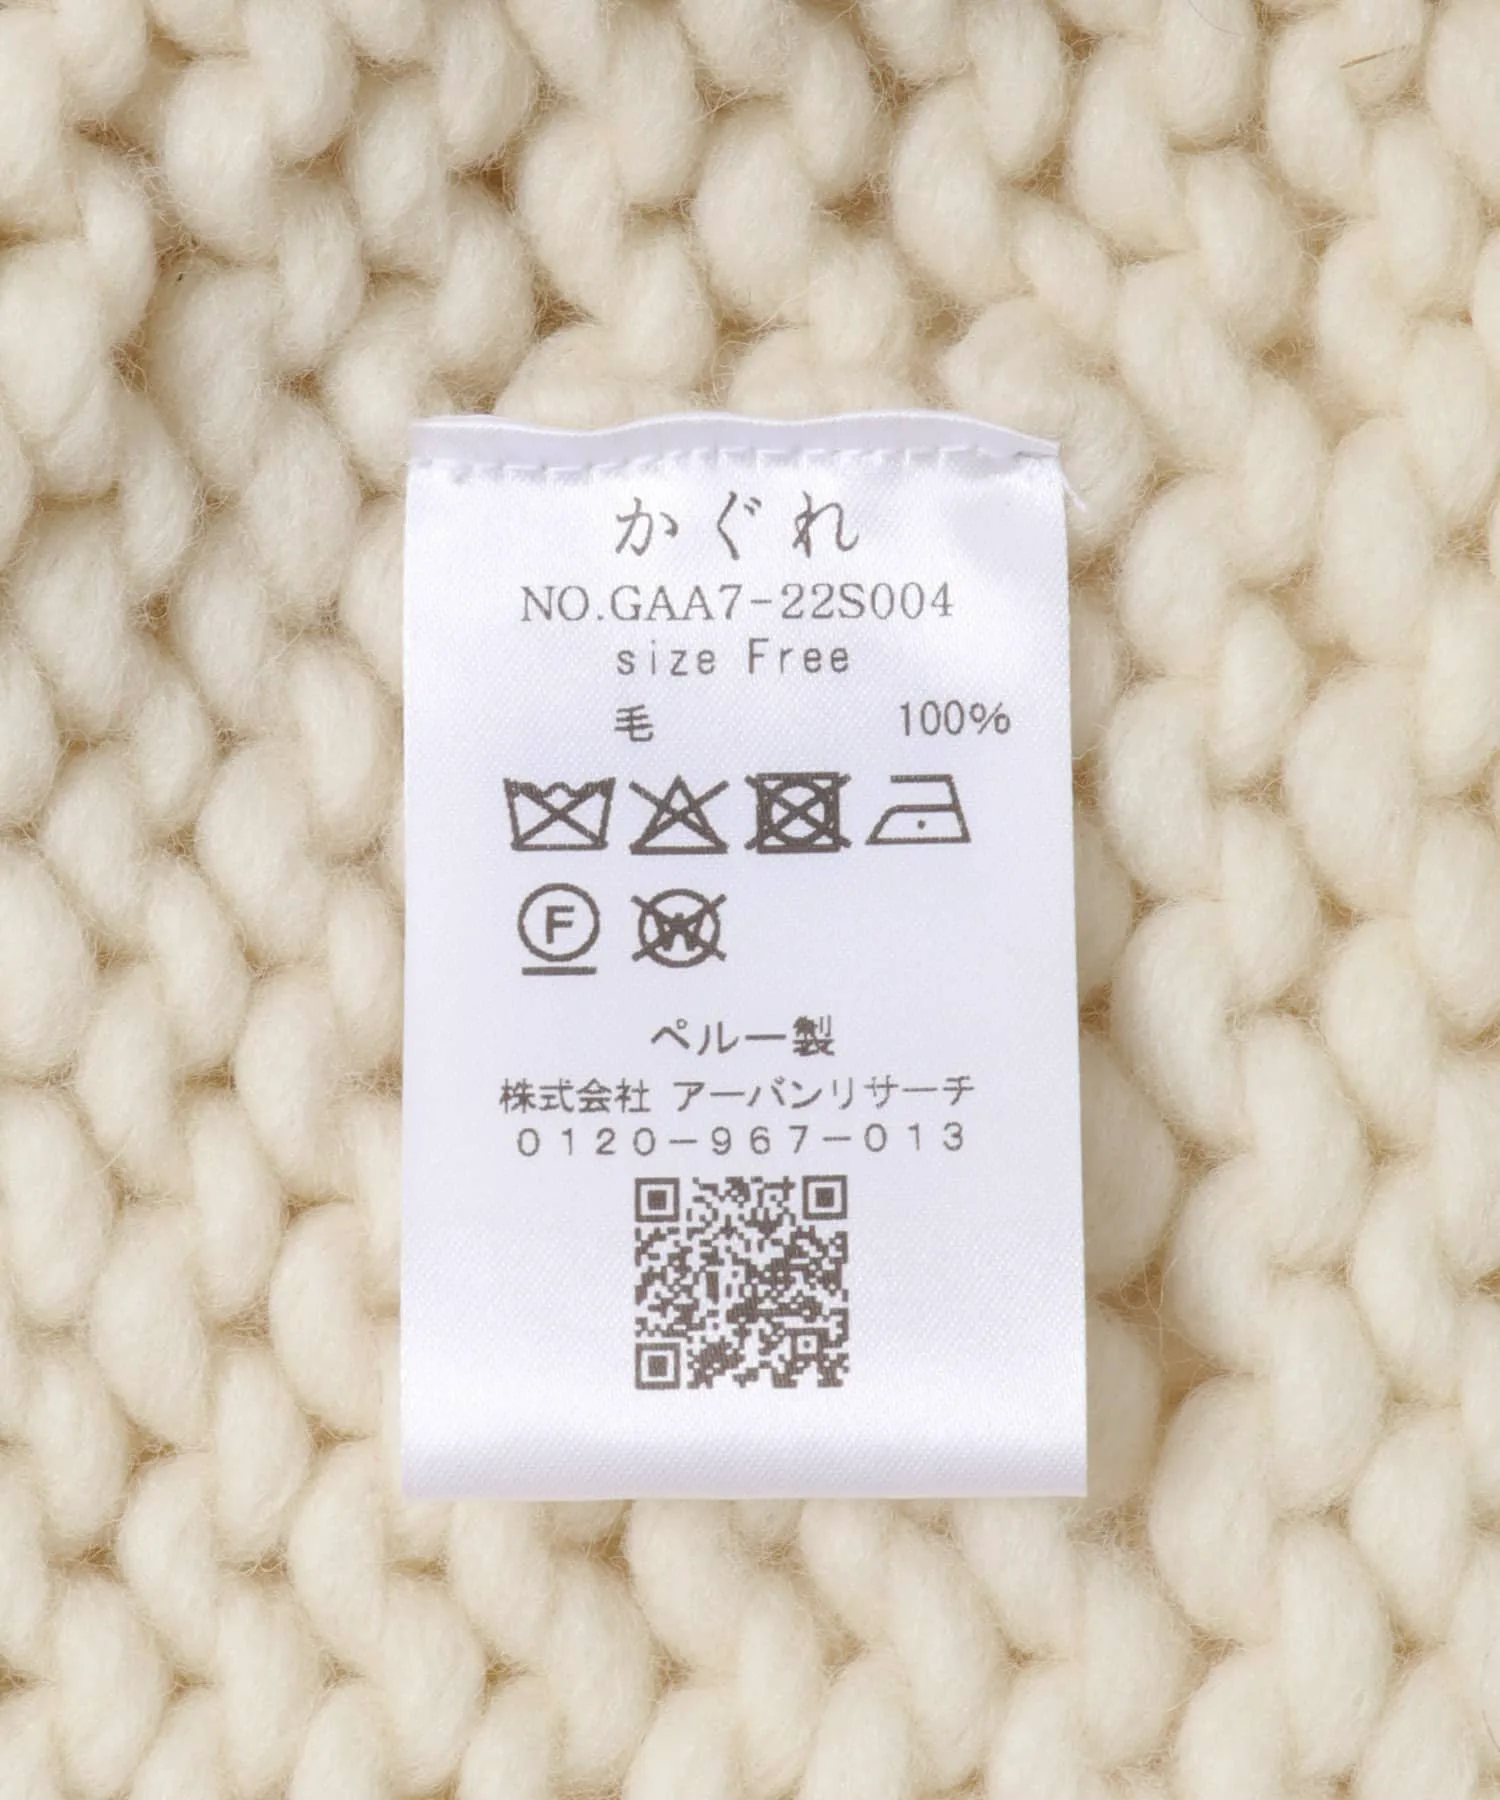 かぐれ
NO.GAA7-22S004
size Free
毛 100%
F
W
ペルー製
株式会社 アーバンリサーチ
0120-967-013